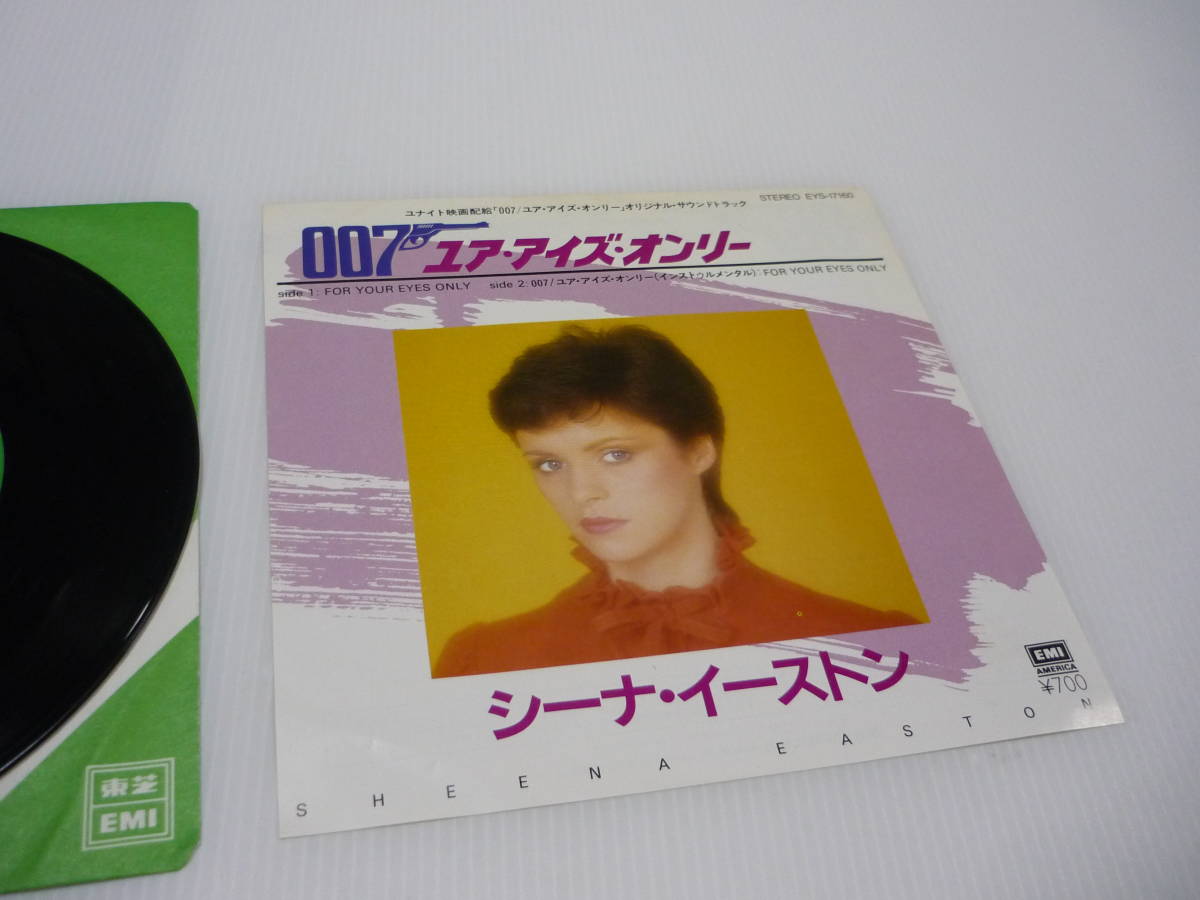 STEREO EYS-17160
ユナイト映画配給「007/ユア・アイズ・オンリー」オリジナル・サウンドトラック
007 ユア・アイズ・オンリー
side 1: FOR YOUR EYES ONLY side 2: 007/ユア・アイズ・オンリー(インストゥルメンタル): FOR YOUR EYES ONLY
シーナ・イーストン
EMI
AMERICA
¥700
SHEENA EASTON
東芝
EMI